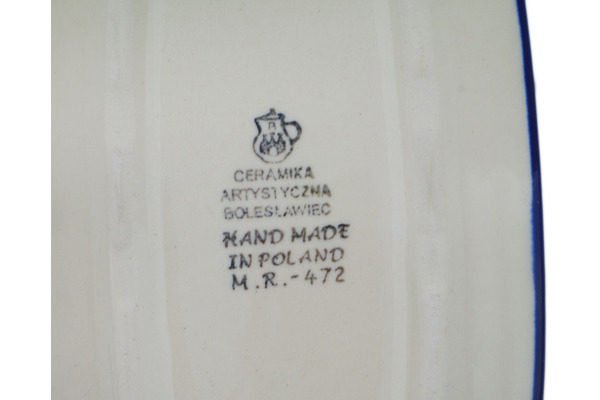 CERAMIKA
ARTYSTYCZNA
BOLESŁAWIEC
HAND MADE
IN POLAND
M.R.-472